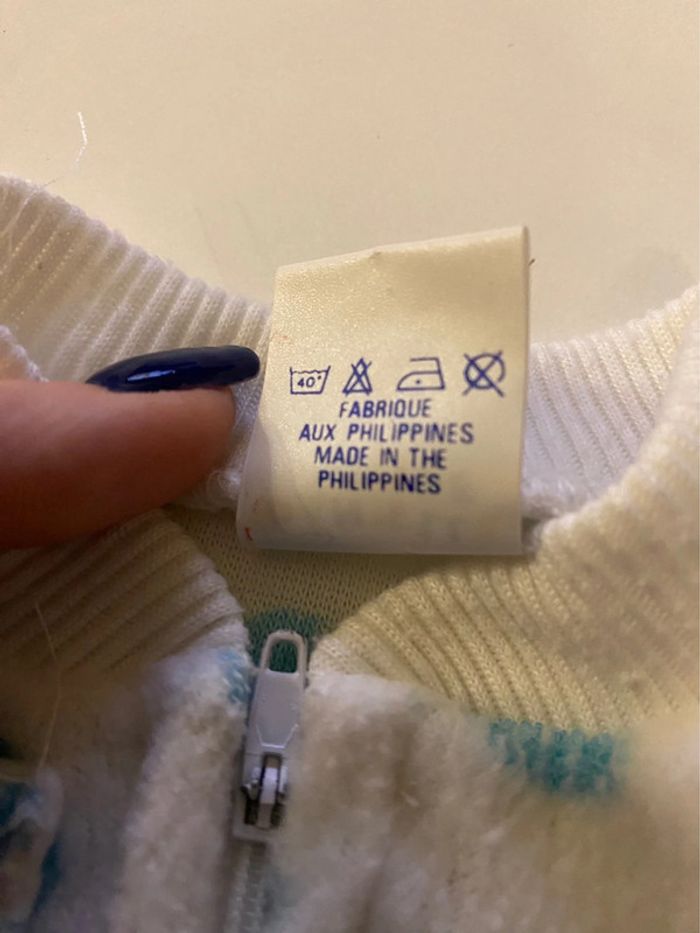 40°
FABRIQUE
AUX PHILIPPINES
MADE IN THE
PHILIPPINES